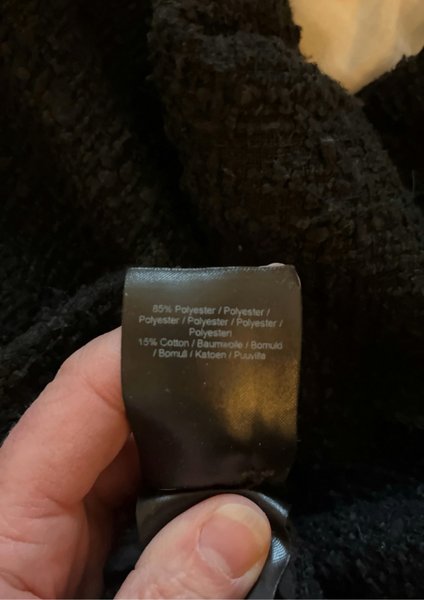 85% Polyester / Polyester /
Polyester / Polyester / Polyester /
Polyesteri
15% Cotton / Baumwolle / Bomuld
/ Bomull / Katoen / Puuvilla